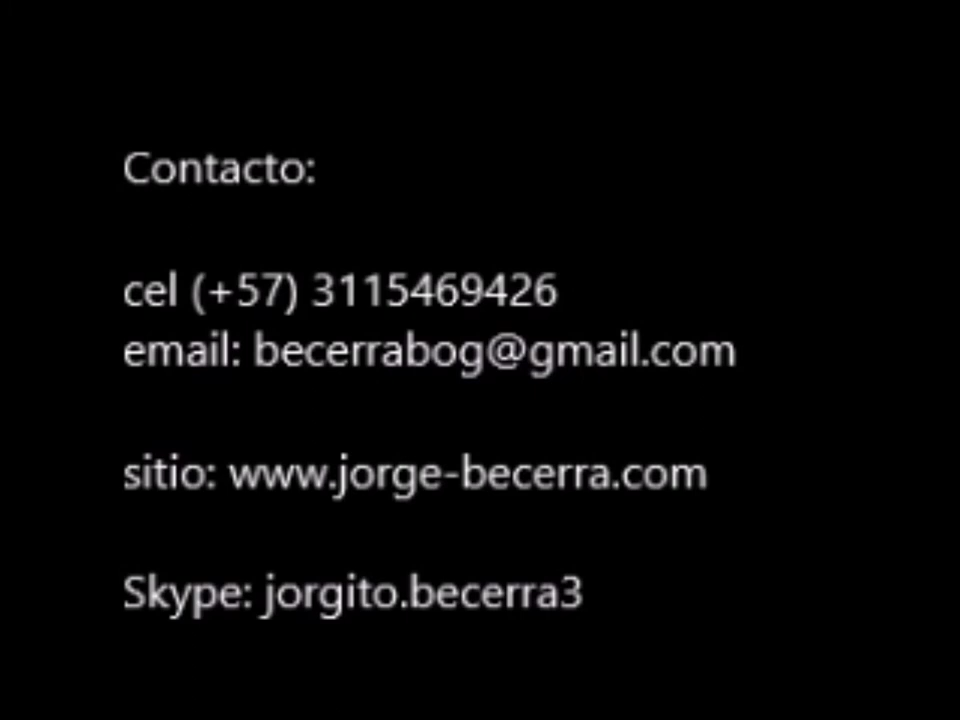 Contacto:
cel (+57) 3115469426
email: becerrabog@gmail.com
sitio: www.jorge-becerra.com
Skype: jorgito.becerra3